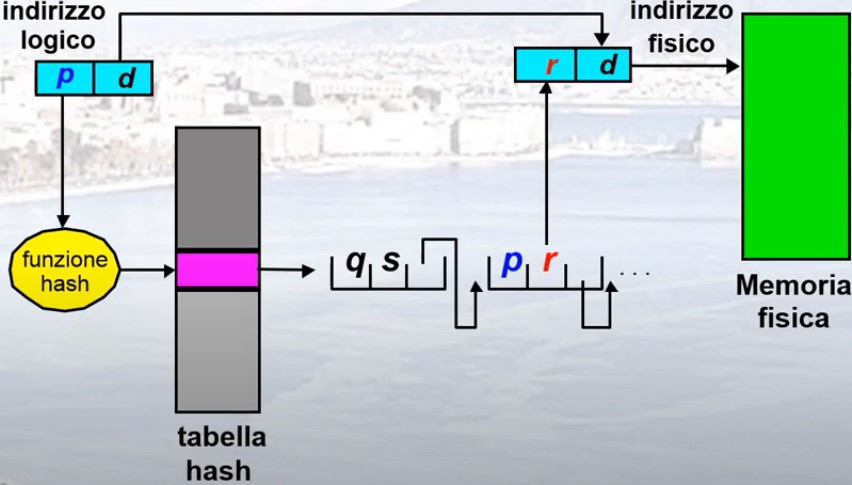 indirizzo
logico
p d
indirizzo
fisico
r d
funzione
hash
q s
p r ...
tabella
hash
Memoria
fisica